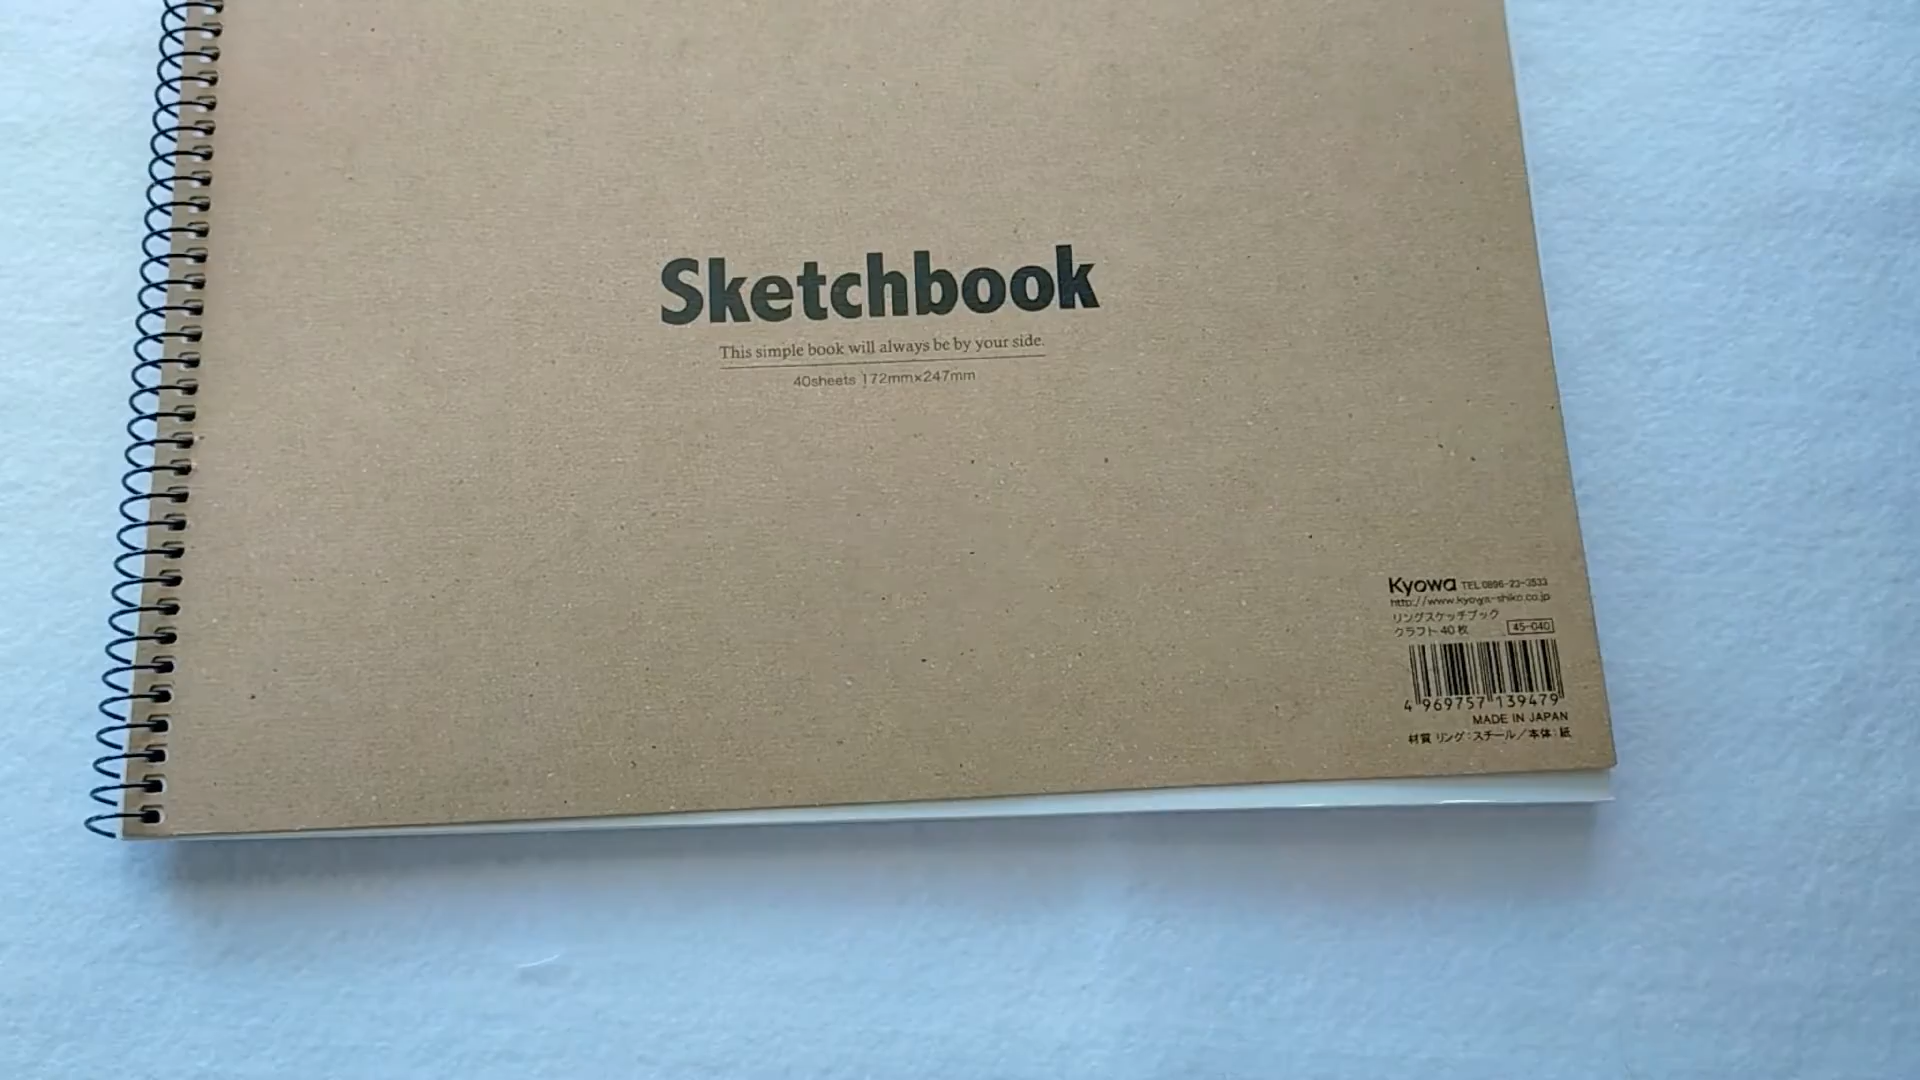 Sketchbook
This simple book will always be by your side.
40sheets 172mm×247mm
Kyowa TEL 0896-23-3533
http://www.kyowa-shiko.co.jp
リングスケッチブック
クラフト 40枚 45-040
4 969757 139479
MADE IN JAPAN
材質 リング:スチール/本体:紙